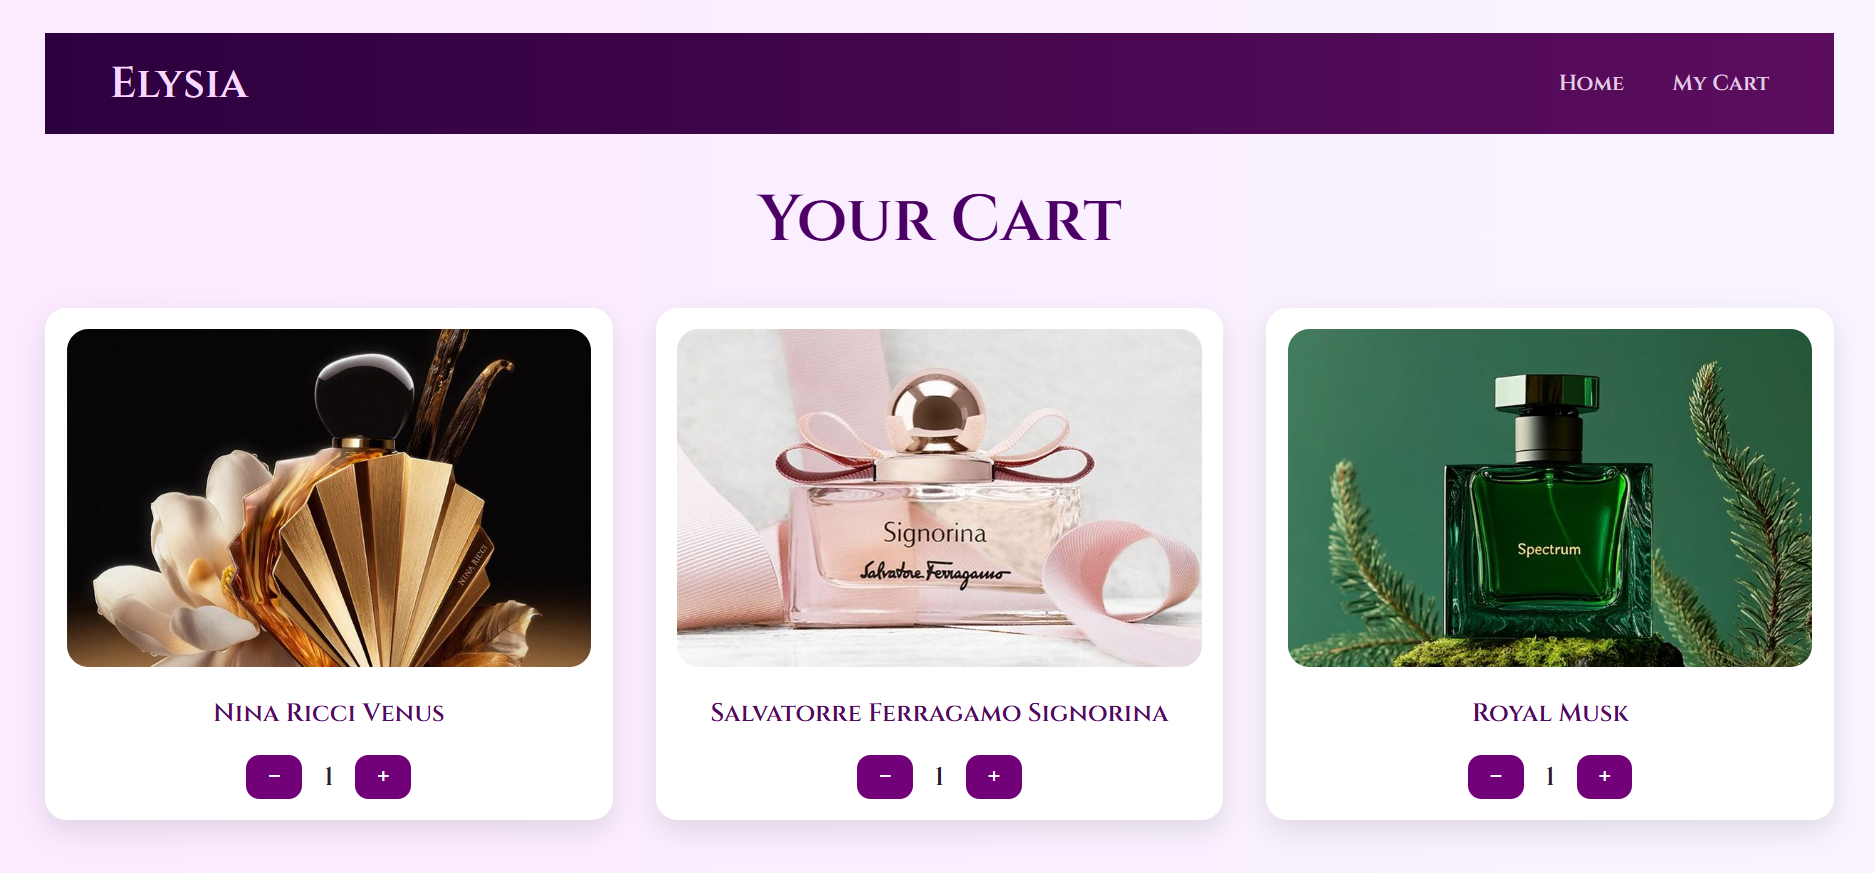 Elysia
Home My Cart
Your Cart
NINA RICCI
Signorina
Salvatore Ferragamo
Spectrum
Nina Ricci Venus
Salvatorre Ferragamo Signorina
Royal Musk
− 1 +
− 1 +
− 1 +